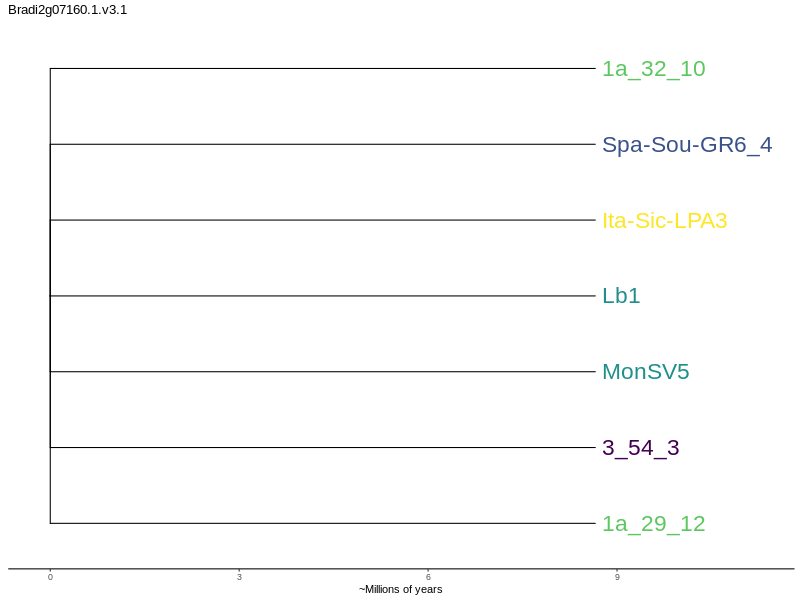 Bradi2g07160.1.v3.1
1a_32_10
Spa-Sou-GR6_4
Ita-Sic-LPA3
Lb1
MonSV5
3_54_3
1a_29_12
0 3 6 9
~Millions of years